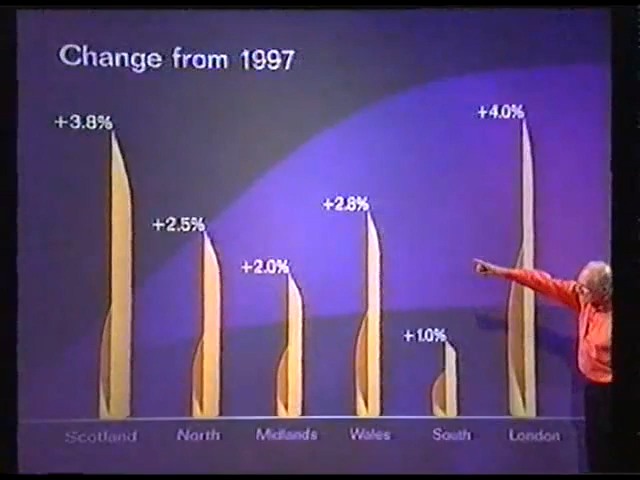 Change from 1997
+3.8%
+2.5%
+2.0%
+2.8%
+1.0%
+4.0%
Scotland
North
Midlands
Wales
South
London